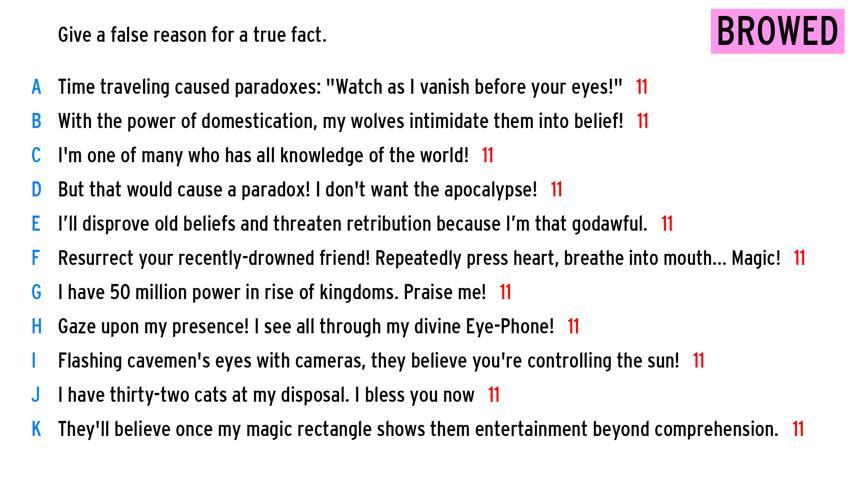 Give a false reason for a true fact.
BROWED
A Time traveling caused paradoxes: "Watch as I vanish before your eyes!" 11
B With the power of domestication, my wolves intimidate them into belief! 11
C I'm one of many who has all knowledge of the world! 11
D But that would cause a paradox! I don't want the apocalypse! 11
E I’ll disprove old beliefs and threaten retribution because I’m that godawful. 11
F Resurrect your recently-drowned friend! Repeatedly press heart, breathe into mouth... Magic! 11
G I have 50 million power in rise of kingdoms. Praise me! 11
H Gaze upon my presence! I see all through my divine Eye-Phone! 11
I Flashing cavemen's eyes with cameras, they believe you're controlling the sun! 11
J I have thirty-two cats at my disposal. I bless you now 11
K They'll believe once my magic rectangle shows them entertainment beyond comprehension. 11